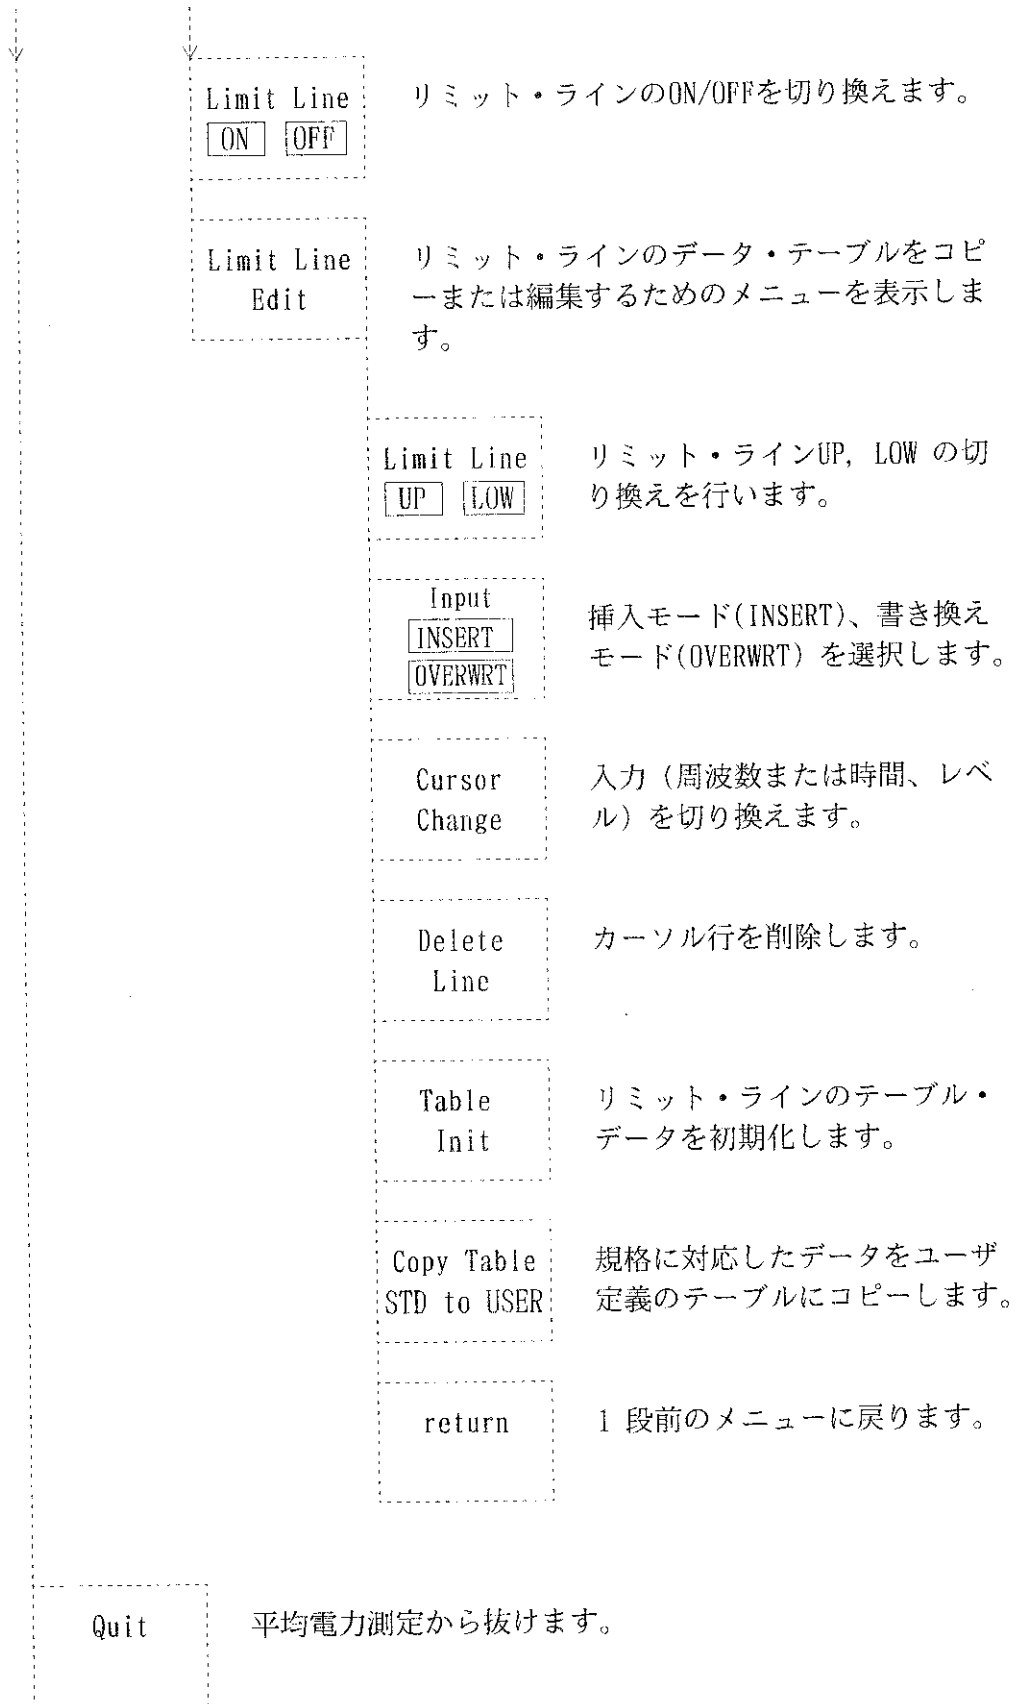 Limit Line
ON OFF
リミット・ラインのON/OFFを切り換えます。
Limit Line
Edit
リミット・ラインのデータ・テーブルをコピ
ーまたは編集するためのメニューを表示しま
す。
Limit Line
UP LOW
リミット・ラインUP, LOW の切
り換えを行います。
Input
INSERT
OVERWRT
挿入モード(INSERT)、書き換え
モード(OVERWRT) を選択します。
Cursor
Change
入力（周波数または時間、レベ
ル）を切り換えます。
Delete
Line
カーソル行を削除します。
Table
Init
リミット・ラインのテーブル・
データを初期化します。
Copy Table
STD to USER
規格に対応したデータをユーザ
定義のテーブルにコピーします。
return
1 段前のメニューに戻ります。
Quit
平均電力測定から抜けます。